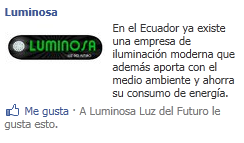 Luminosa
LUMINOSA
En el Ecuador ya existe
una empresa de
iluminación moderna que
además aporta con el
medio ambiente y ahorra
su consumo de energía.
Me gusta · A Luminosa Luz del Futuro le
gusta esto.